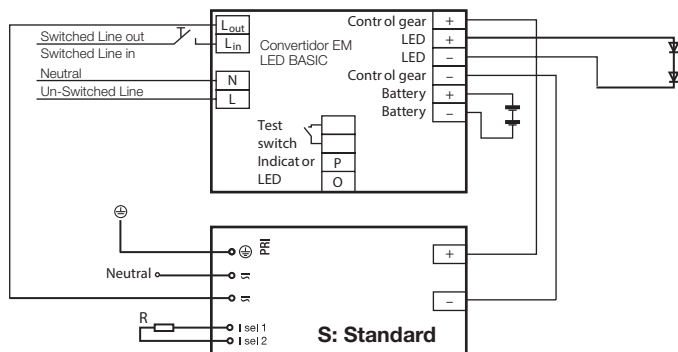 Switched Line out
Switched Line in
Neutral
Un-Switched Line
Lout
Lin
N
L
Convertidor EM
LED BASIC
Control gear +
LED +
LED –
Control gear –
Battery +
Battery –
Test
switch
Indicator P
LED O
PRI
Neutral
R
I sel 1
I sel 2
+
–
S: Standard